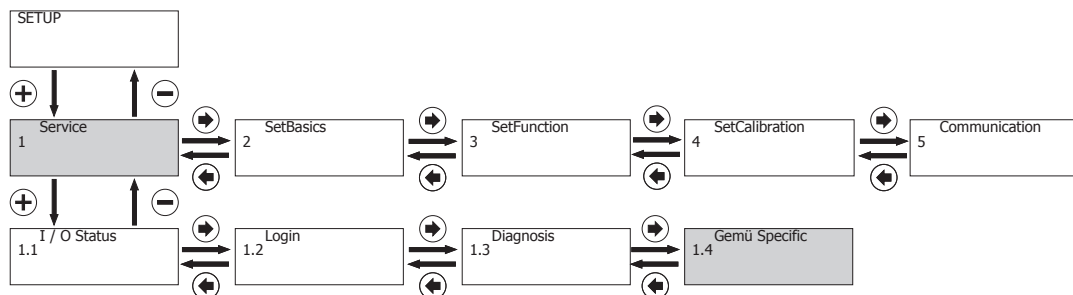 SETUP
Service
1
SetBasics
2
SetFunction
3
SetCalibration
4
Communication
5
I / O Status
1.1
Login
1.2
Diagnosis
1.3
Gemü Specific
1.4